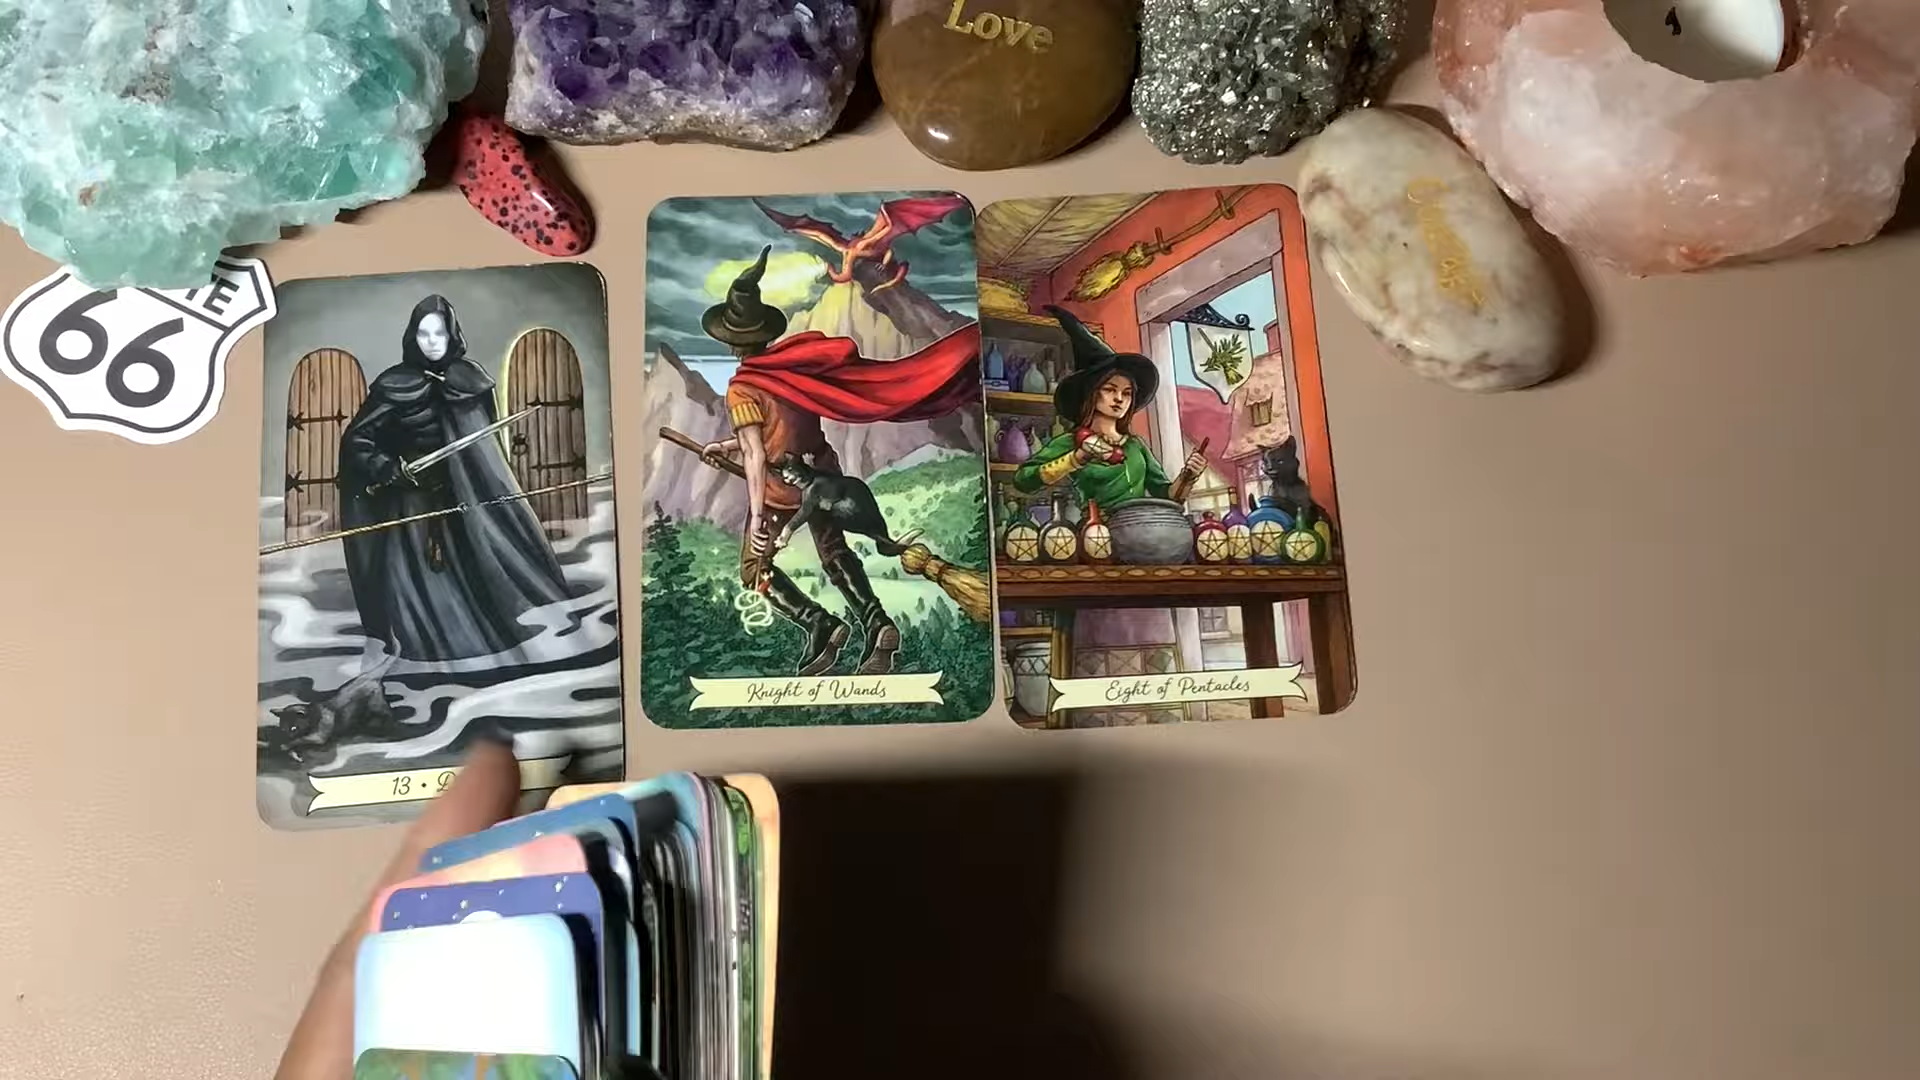 Love
66
13 • D
Knight of Wands
Eight of Pentacles